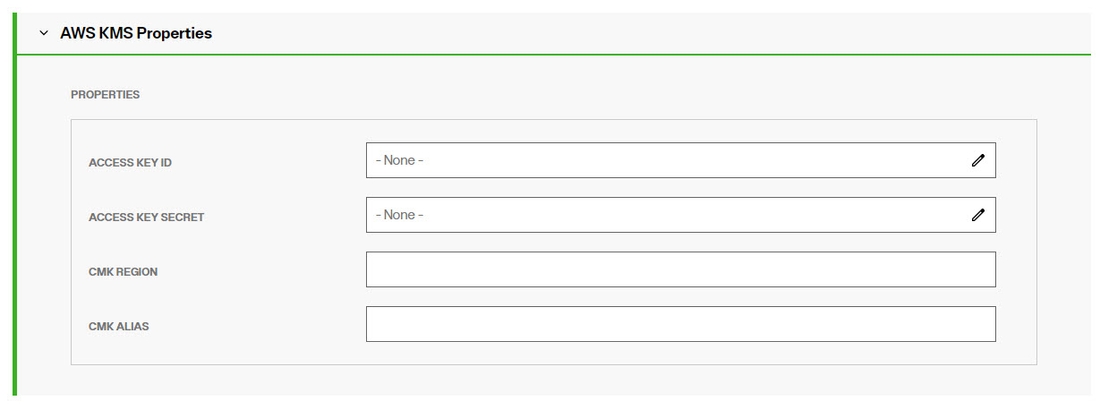 AWS KMS Properties
PROPERTIES
ACCESS KEY ID
- None -
ACCESS KEY SECRET
- None -
CMK REGION
CMK ALIAS